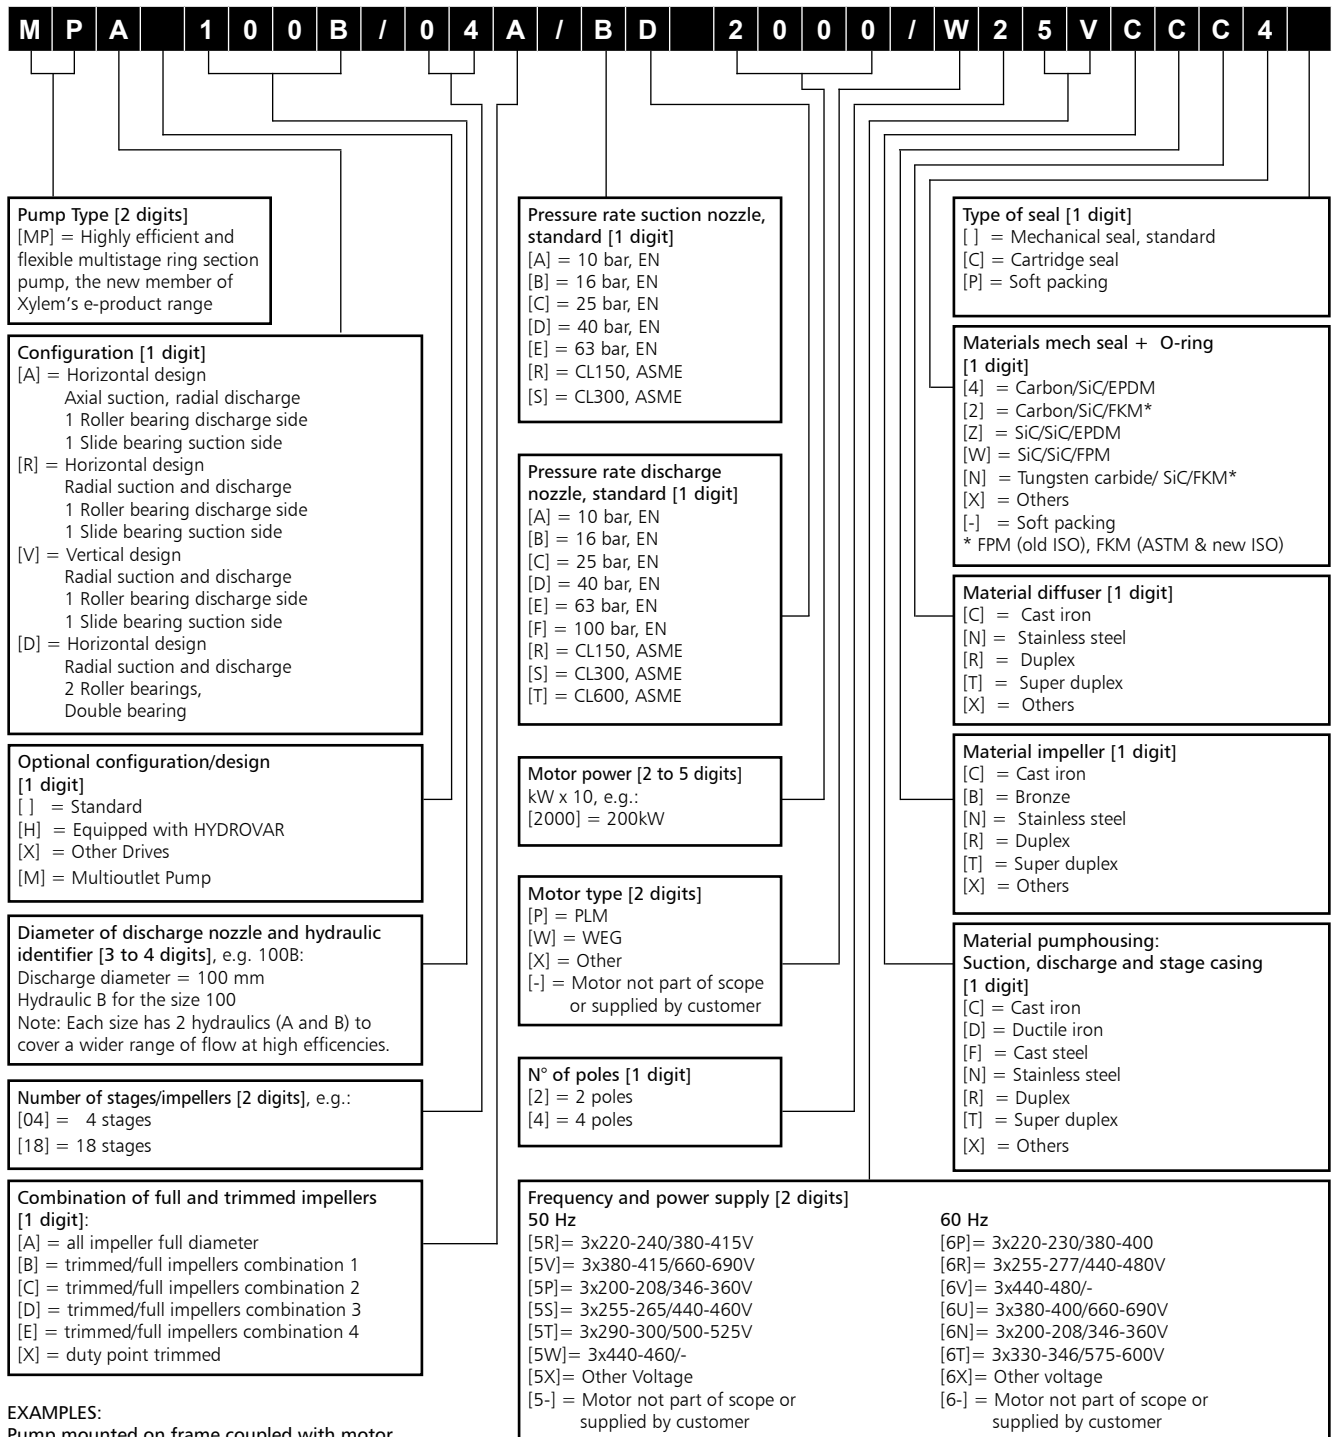 M P A 1 0 0 B / 0 4 A / B D 2 0 0 0 / W 2 5 V C C C 4
Pump Type [2 digits]
[MP] = Highly efficient and
flexible multistage ring section
pump, the new member of
Xylem's e-product range
Configuration [1 digit]
[A] = Horizontal design
Axial suction, radial discharge
1 Roller bearing discharge side
1 Slide bearing suction side
[R] = Horizontal design
Radial suction and discharge
1 Roller bearing discharge side
1 Slide bearing suction side
[V] = Vertical design
Radial suction and discharge
1 Roller bearing discharge side
1 Slide bearing suction side
[D] = Horizontal design
Radial suction and discharge
2 Roller bearings,
Double bearing
Optional configuration/design
[1 digit]
[ ] = Standard
[H] = Equipped with HYDROVAR
[X] = Other Drives
[M] = Multioutlet Pump
Diameter of discharge nozzle and hydraulic
identifier [3 to 4 digits], e.g. 100B:
Discharge diameter = 100 mm
Hydraulic B for the size 100
Note: Each size has 2 hydraulics (A and B) to
cover a wider range of flow at high efficencies.
Number of stages/impellers [2 digits], e.g.:
[04] = 4 stages
[18] = 18 stages
Combination of full and trimmed impellers
[1 digit]:
[A] = all impeller full diameter
[B] = trimmed/full impellers combination 1
[C] = trimmed/full impellers combination 2
[D] = trimmed/full impellers combination 3
[E] = trimmed/full impellers combination 4
[X] = duty point trimmed
EXAMPLES:
Pump mounted on frame coupled with motor
Pressure rate suction nozzle,
standard [1 digit]
[A] = 10 bar, EN
[B] = 16 bar, EN
[C] = 25 bar, EN
[D] = 40 bar, EN
[E] = 63 bar, EN
[R] = CL150, ASME
[S] = CL300, ASME
Pressure rate discharge
nozzle, standard [1 digit]
[A] = 10 bar, EN
[B] = 16 bar, EN
[C] = 25 bar, EN
[D] = 40 bar, EN
[E] = 63 bar, EN
[F] = 100 bar, EN
[R] = CL150, ASME
[S] = CL300, ASME
[T] = CL600, ASME
Motor power [2 to 5 digits]
kW x 10, e.g.:
[2000] = 200kW
Motor type [2 digits]
[P] = PLM
[W] = WEG
[X] = Other
[-] = Motor not part of scope
or supplied by customer
N° of poles [1 digit]
[2] = 2 poles
[4] = 4 poles
Type of seal [1 digit]
[ ] = Mechanical seal, standard
[C] = Cartridge seal
[P] = Soft packing
Materials mech seal + O-ring
[1 digit]
[4] = Carbon/SiC/EPDM
[2] = Carbon/SiC/FKM*
[Z] = SiC/SiC/EPDM
[W] = SiC/SiC/FPM
[N] = Tungsten carbide/ SiC/FKM*
[X] = Others
[-] = Soft packing
* FPM (old ISO), FKM (ASTM & new ISO)
Material diffuser [1 digit]
[C] = Cast iron
[N] = Stainless steel
[R] = Duplex
[T] = Super duplex
[X] = Others
Material impeller [1 digit]
[C] = Cast iron
[B] = Bronze
[N] = Stainless steel
[R] = Duplex
[T] = Super duplex
[X] = Others
Material pumphousing:
Suction, discharge and stage casing
[1 digit]
[C] = Cast iron
[D] = Ductile iron
[F] = Cast steel
[N] = Stainless steel
[R] = Duplex
[T] = Super duplex
[X] = Others
Frequency and power supply [2 digits]
50 Hz
[5R]= 3x220-240/380-415V
[5V]= 3x380-415/660-690V
[5P]= 3x200-208/346-360V
[5S]= 3x255-265/440-460V
[5T]= 3x290-300/500-525V
[5W]= 3x440-460/-
[5X]= Other Voltage
[5-] = Motor not part of scope or
supplied by customer
60 Hz
[6P]= 3x220-230/380-400
[6R]= 3x255-277/440-480V
[6V]= 3x440-480/-
[6U]= 3x380-400/660-690V
[6N]= 3x200-208/346-360V
[6T]= 3x330-346/575-600V
[6X]= Other voltage
[6-] = Motor not part of scope or
supplied by customer